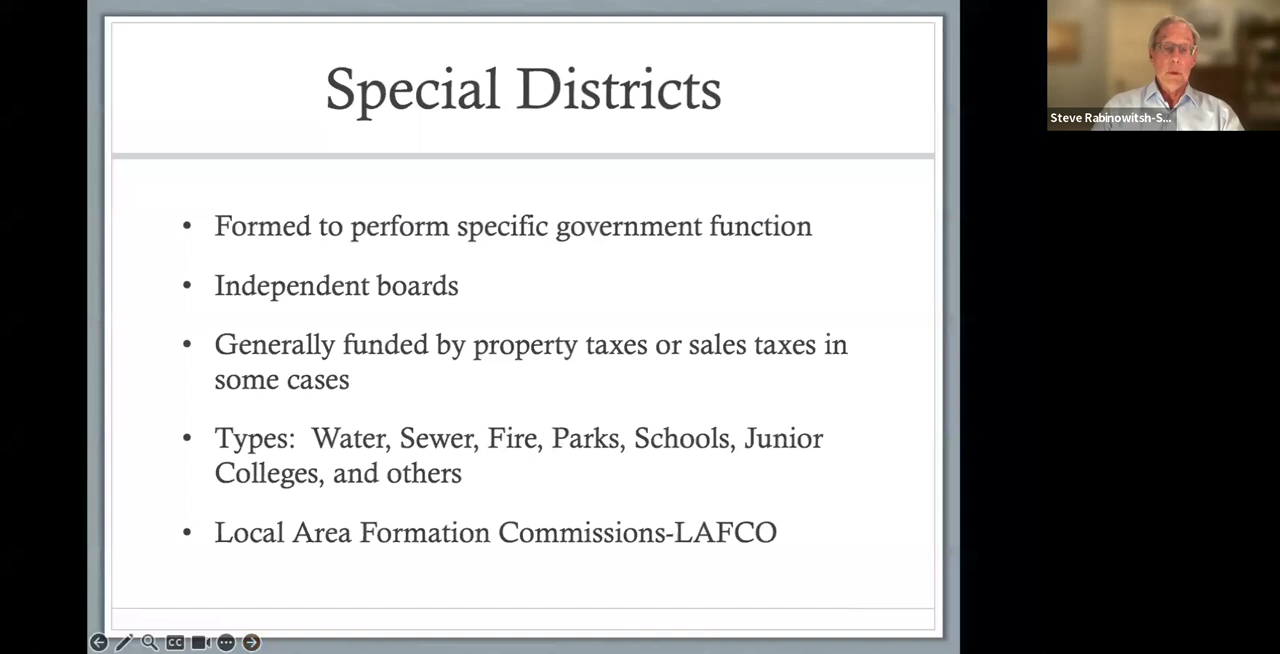 Special Districts
• Formed to perform specific government function
• Independent boards
• Generally funded by property taxes or sales taxes in
some cases
• Types:  Water, Sewer, Fire, Parks, Schools, Junior
Colleges, and others
• Local Area Formation Commissions-LAFCO
Steve Rabinowitsh-S...
CC